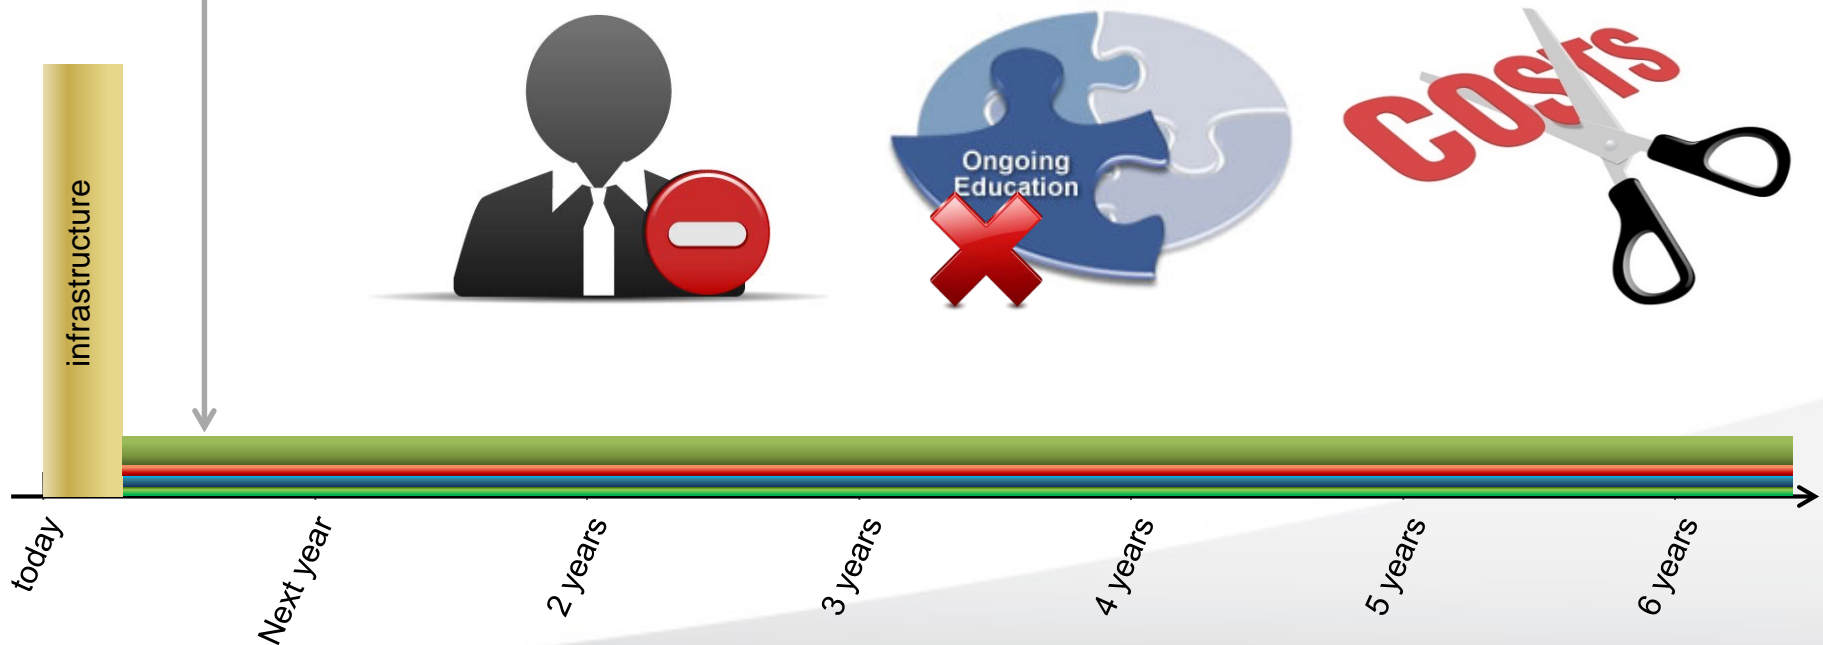 infrastructure
Ongoing
Education
COSTS
today
Next year
2 years
3 years
4 years
5 years
6 years